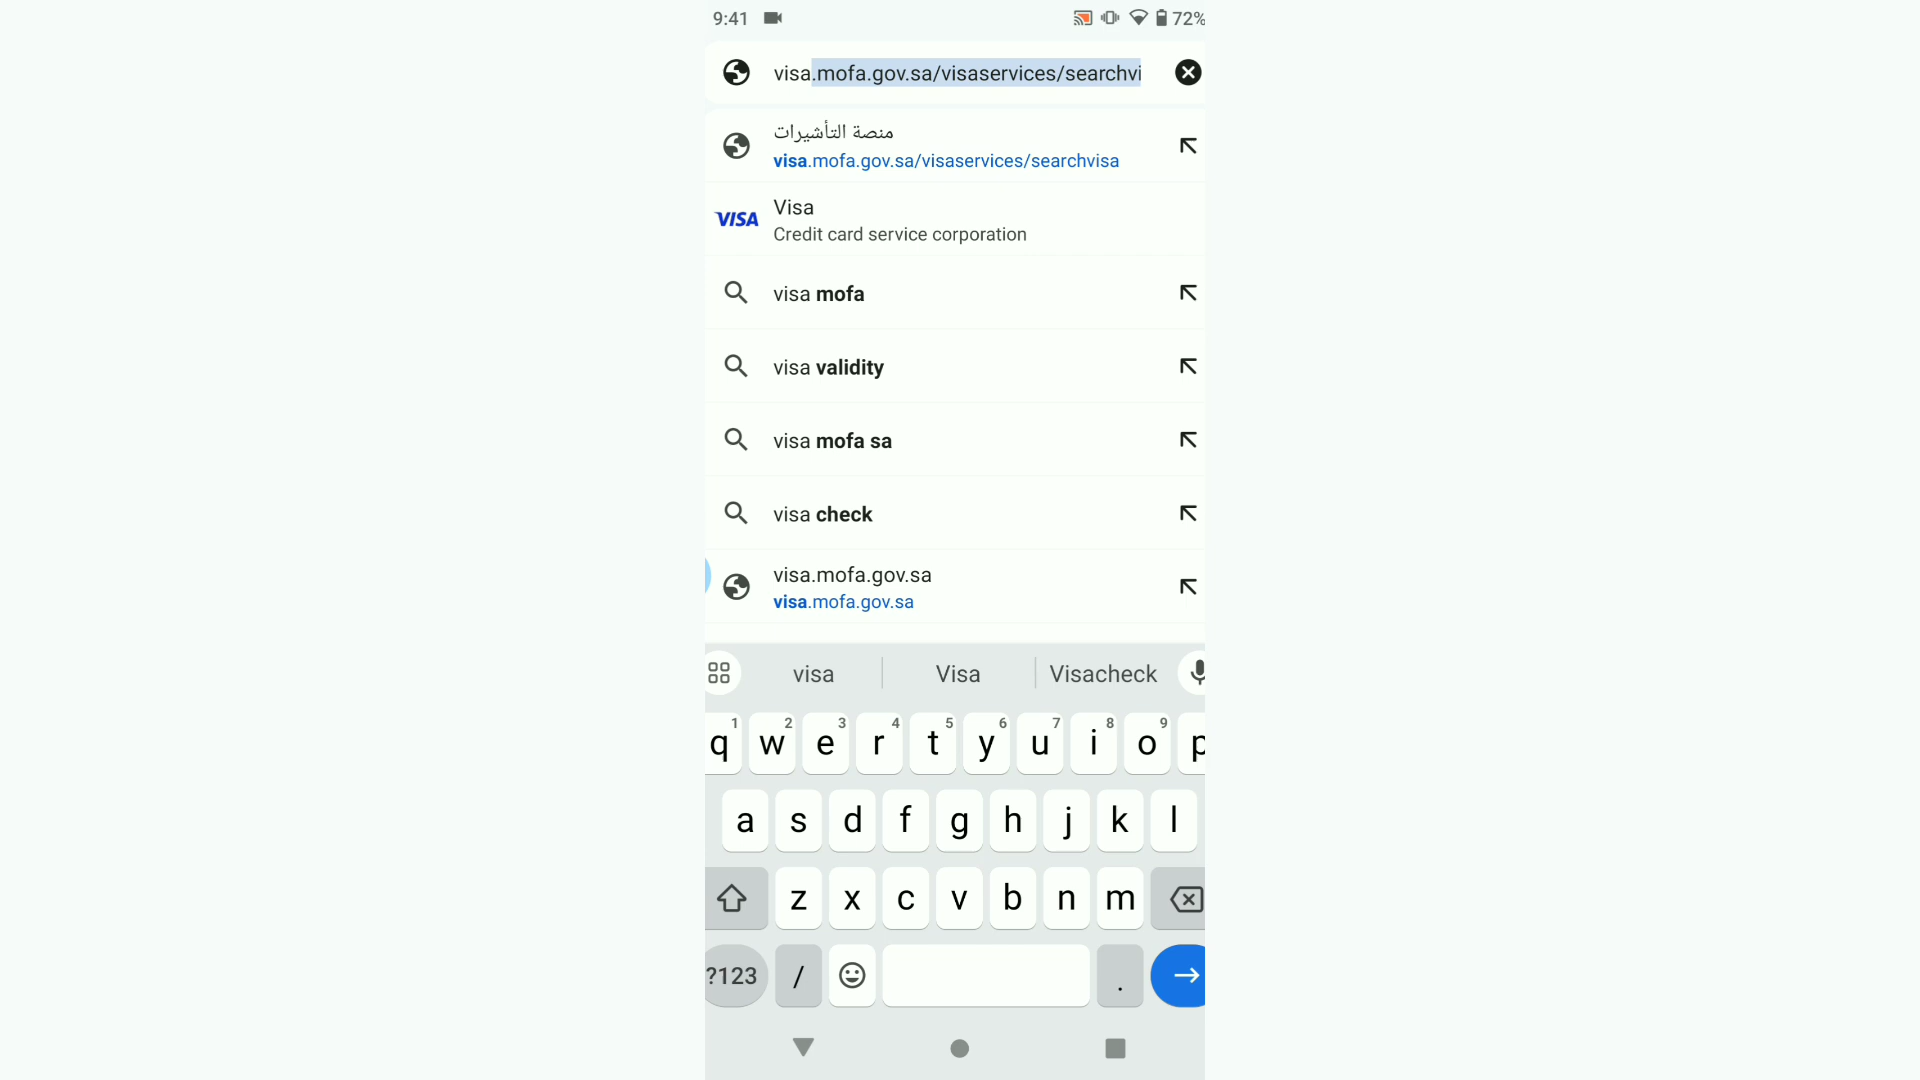 9:41 72%
visa.mofa.gov.sa/visaservices/searchvi
منصة التأشيرات
visa.mofa.gov.sa/visaservices/searchvisa
VISA
Visa
Credit card service corporation
visa mofa
visa validity
visa mofa sa
visa check
visa.mofa.gov.sa
visa.mofa.gov.sa
visa Visa Visacheck
1 2 3 4 5 6 7 8 9
q w e r t y u i o p
a s d f g h j k l
z x c v b n m
?123 / .